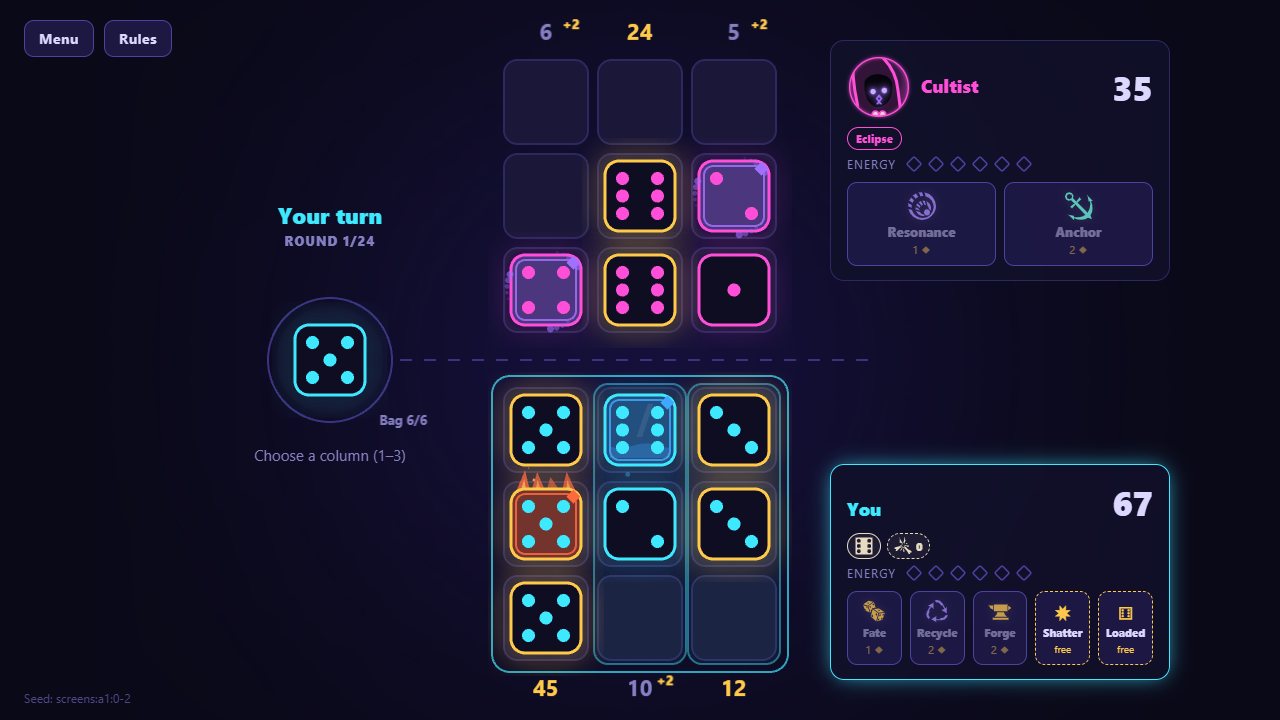 Menu
Rules
6 +2
24
5 +2
Cultist
35
Eclipse
ENERGY
Resonance
1
Anchor
2
Your turn
ROUND 1/24
Bag 6/6
Choose a column (1–3)
You
67
0
ENERGY
Fate
1
Recycle
2
Forge
2
Shatter
free
Loaded
free
45
10 +2
12
Seed: screens:a1:0-2